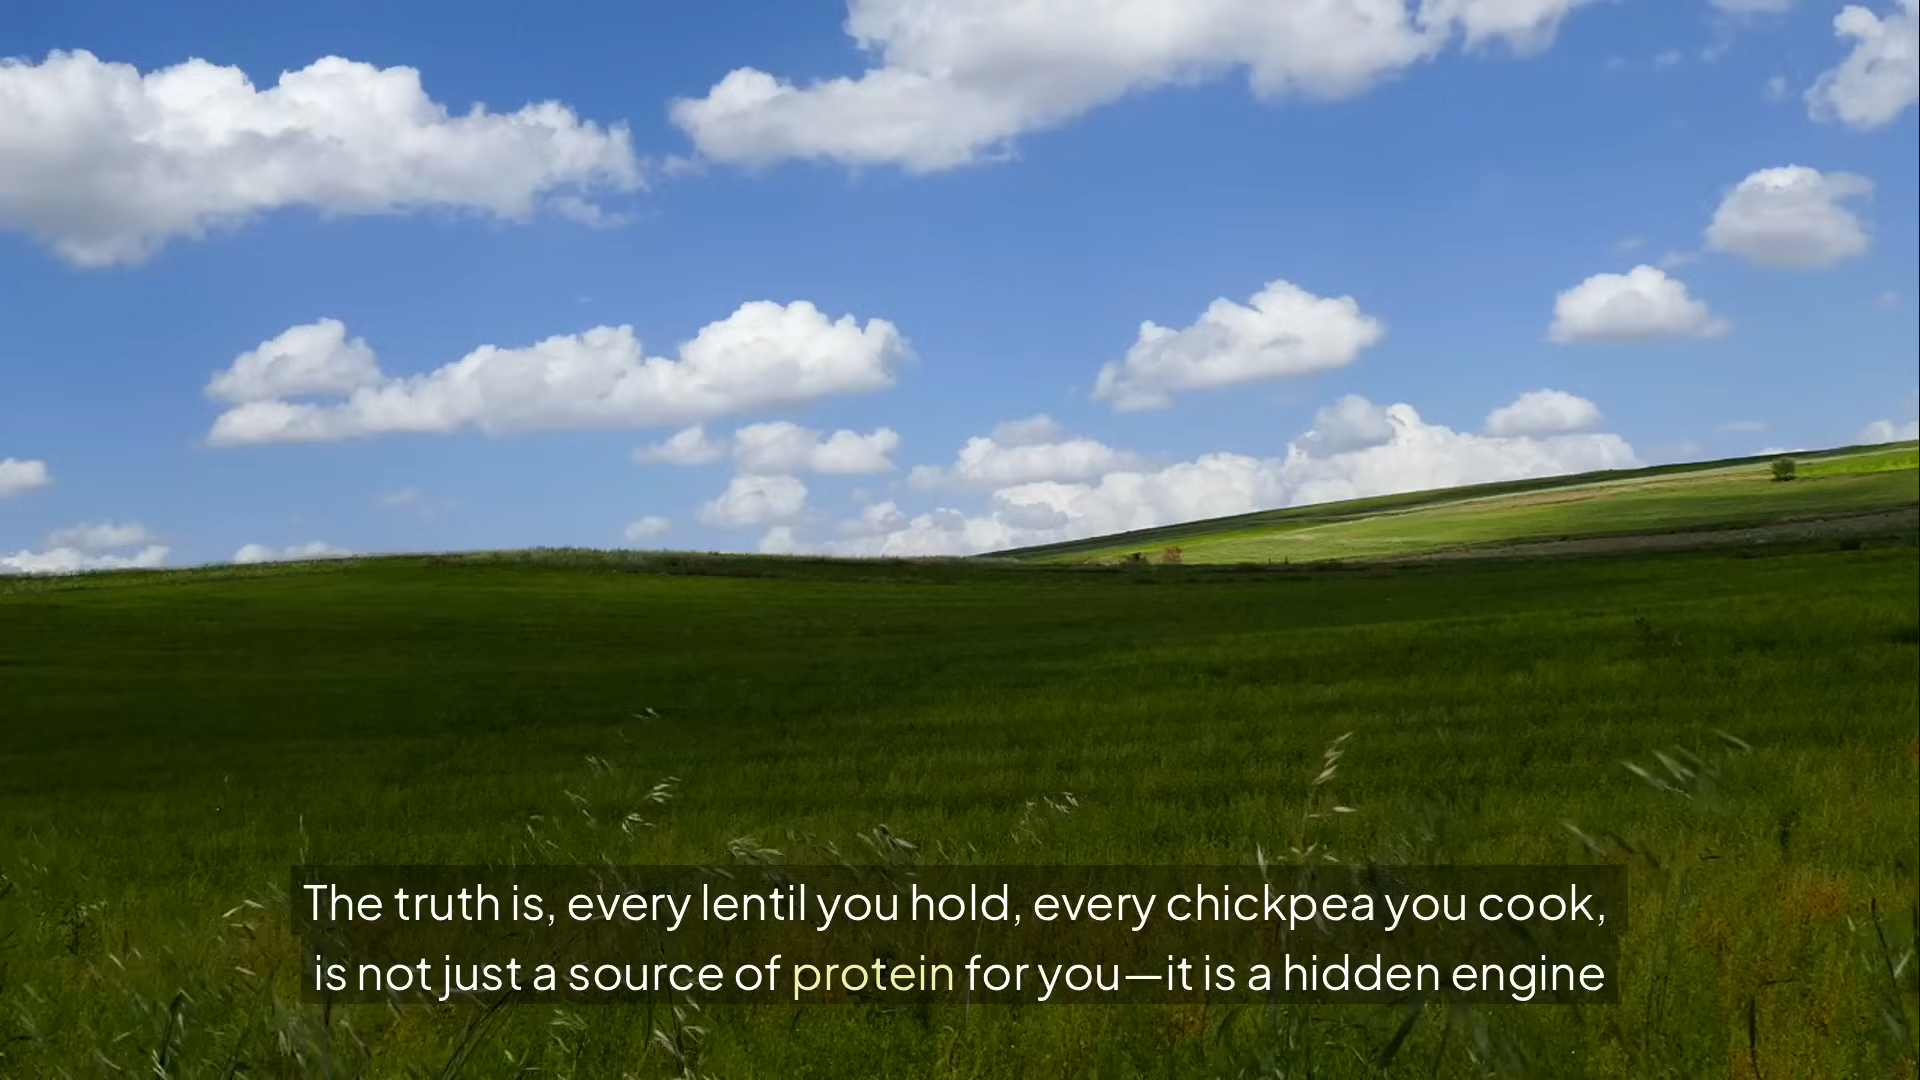 The truth is, every lentil you hold, every chickpea you cook,
is not just a source of protein for you—it is a hidden engine